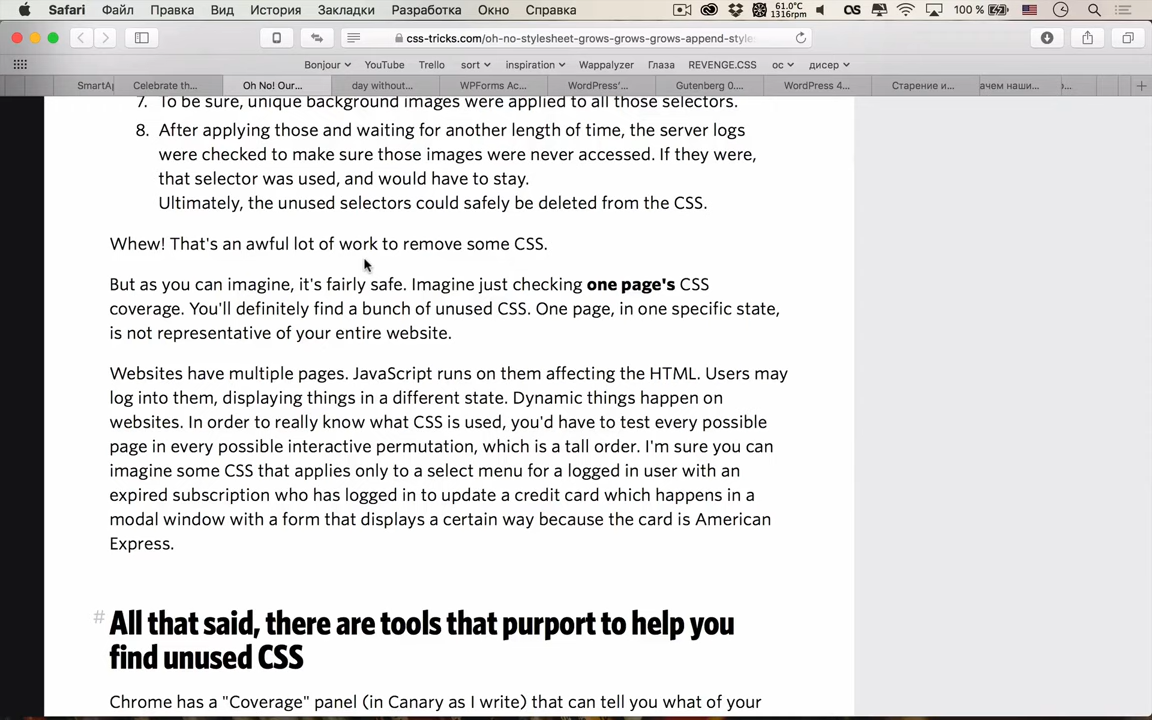 Safari Файл Правка Вид История Закладки Разработка Окно Справка 61.0°C 1316rpm 100 %
css-tricks.com/oh-no-stylesheet-grows-grows-grows-append-style
Bonjour YouTube Trello sort inspiration Wappalyzer Глаза REVENGE.CSS ос дисер
SmartA Celebrate th... Oh No! Our... day without... WPForms Ac... WordPress'... Gutenberg 0.... WordPress 4... Старение и... ачем наши...
7. To be sure, unique background images were applied to all those selectors.
8. After applying those and waiting for another length of time, the server logs
were checked to make sure those images were never accessed. If they were,
that selector was used, and would have to stay.
Ultimately, the unused selectors could safely be deleted from the CSS.
Whew! That's an awful lot of work to remove some CSS.
But as you can imagine, it's fairly safe. Imagine just checking one page's CSS
coverage. You'll definitely find a bunch of unused CSS. One page, in one specific state,
is not representative of your entire website.
Websites have multiple pages. JavaScript runs on them affecting the HTML. Users may
log into them, displaying things in a different state. Dynamic things happen on
websites. In order to really know what CSS is used, you'd have to test every possible
page in every possible interactive permutation, which is a tall order. I'm sure you can
imagine some CSS that applies only to a select menu for a logged in user with an
expired subscription who has logged in to update a credit card which happens in a
modal window with a form that displays a certain way because the card is American
Express.
# All that said, there are tools that purport to help you
find unused CSS
Chrome has a "Coverage" panel (in Canary as I write) that can tell you what of your